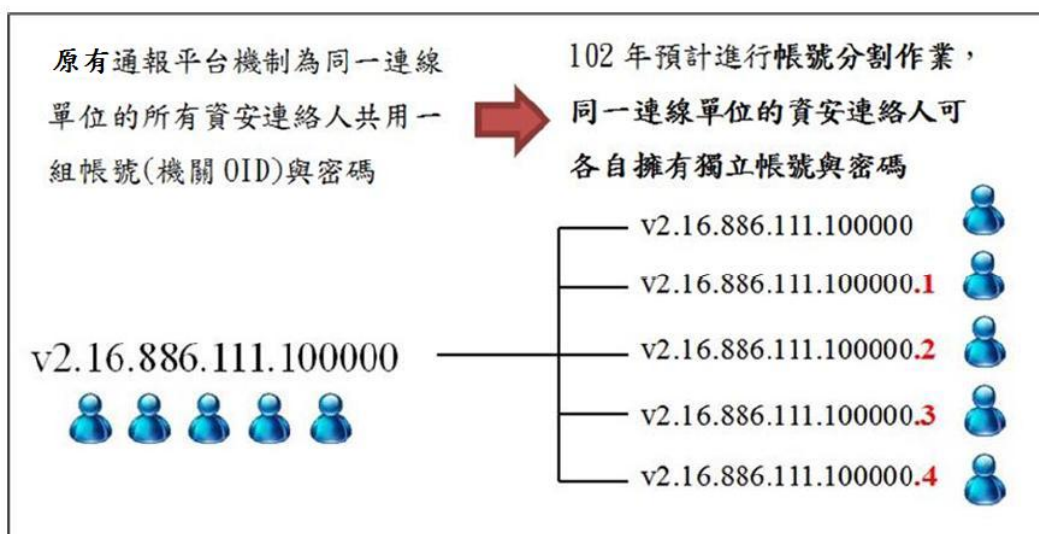 原有通報平台機制為同一連線
單位的所有資安連絡人共用一
組帳號(機關 OID)與密碼
102 年預計進行帳號分割作業，
同一連線單位的資安連絡人可
各自擁有獨立帳號與密碼
v2.16.886.111.100000
v2.16.886.111.100000
v2.16.886.111.100000.1
v2.16.886.111.100000.2
v2.16.886.111.100000.3
v2.16.886.111.100000.4